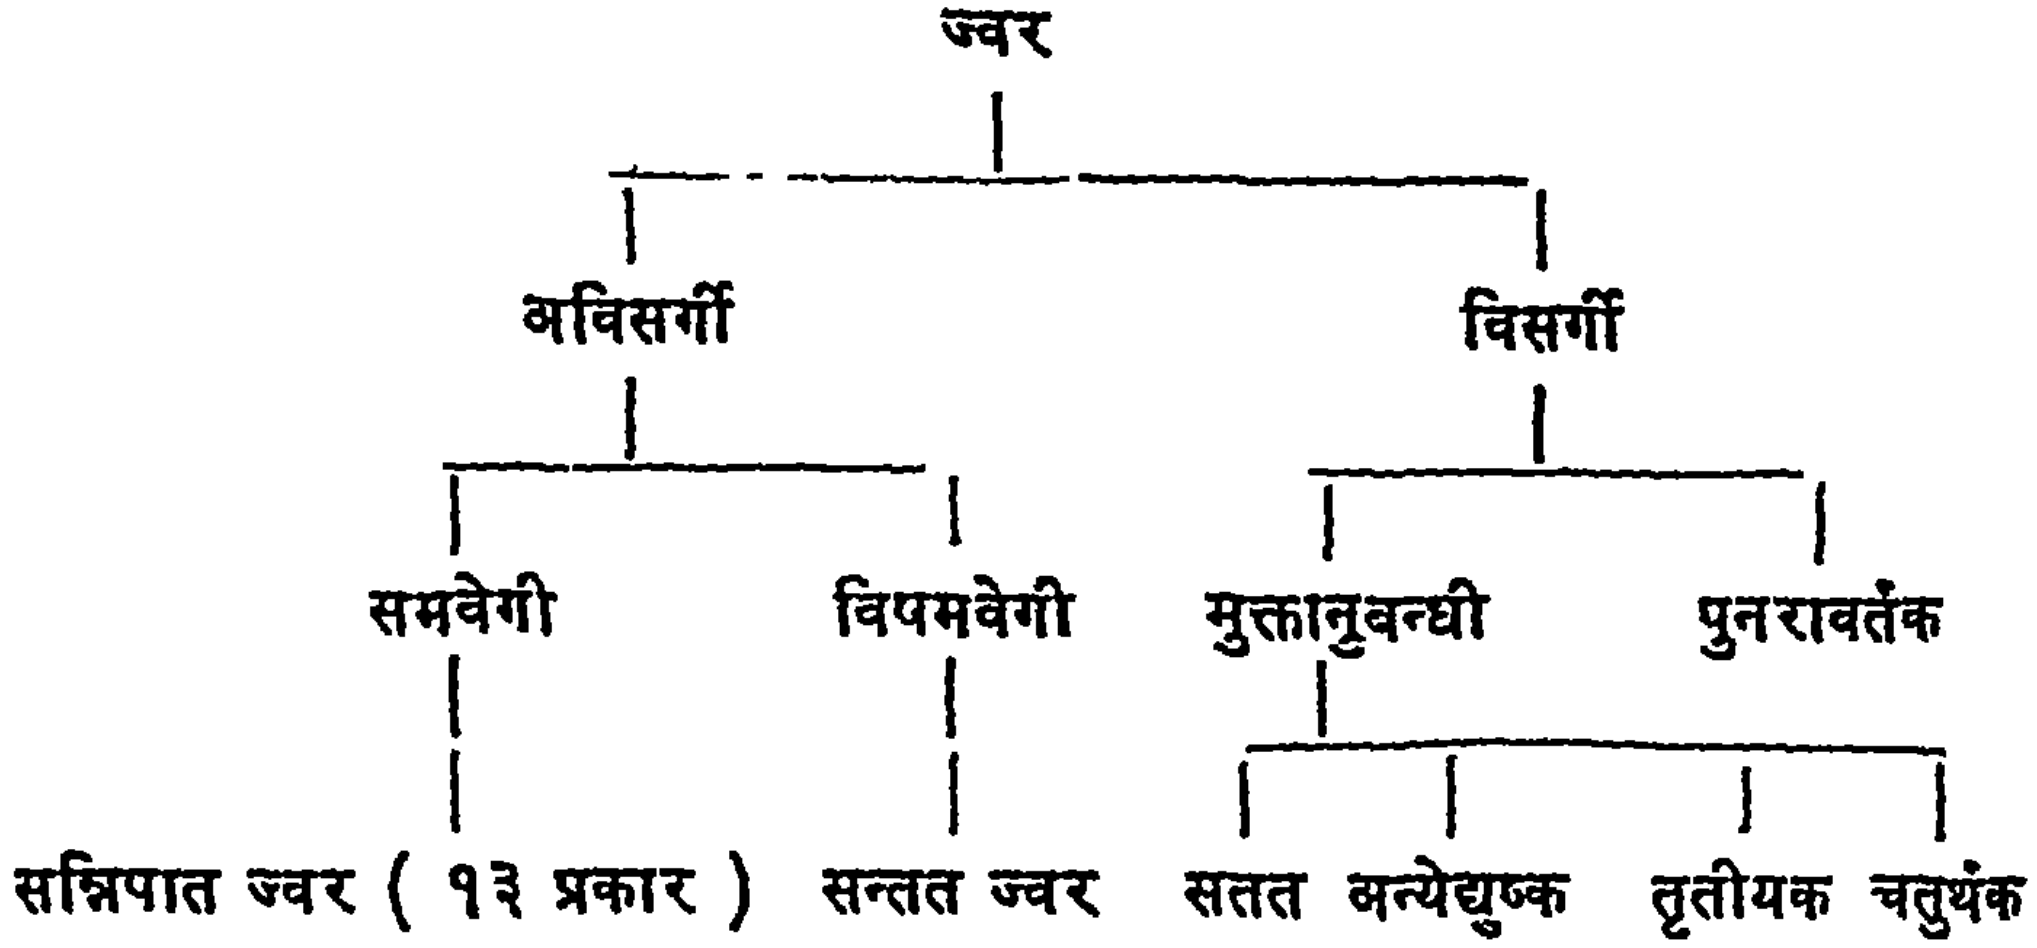 ज्वर
अविसर्गी विसर्गी
समवेगी विषमवेगी मुक्तानुवन्धी पुनरावर्तक
सन्निपात ज्वर ( १३ प्रकार ) सन्तत ज्वर सतत अन्येद्युष्क तृतीयक चतुर्थक